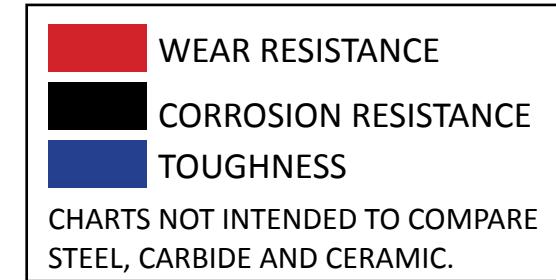 WEAR RESISTANCE
CORROSION RESISTANCE
TOUGHNESS
CHARTS NOT INTENDED TO COMPARE
STEEL, CARBIDE AND CERAMIC.